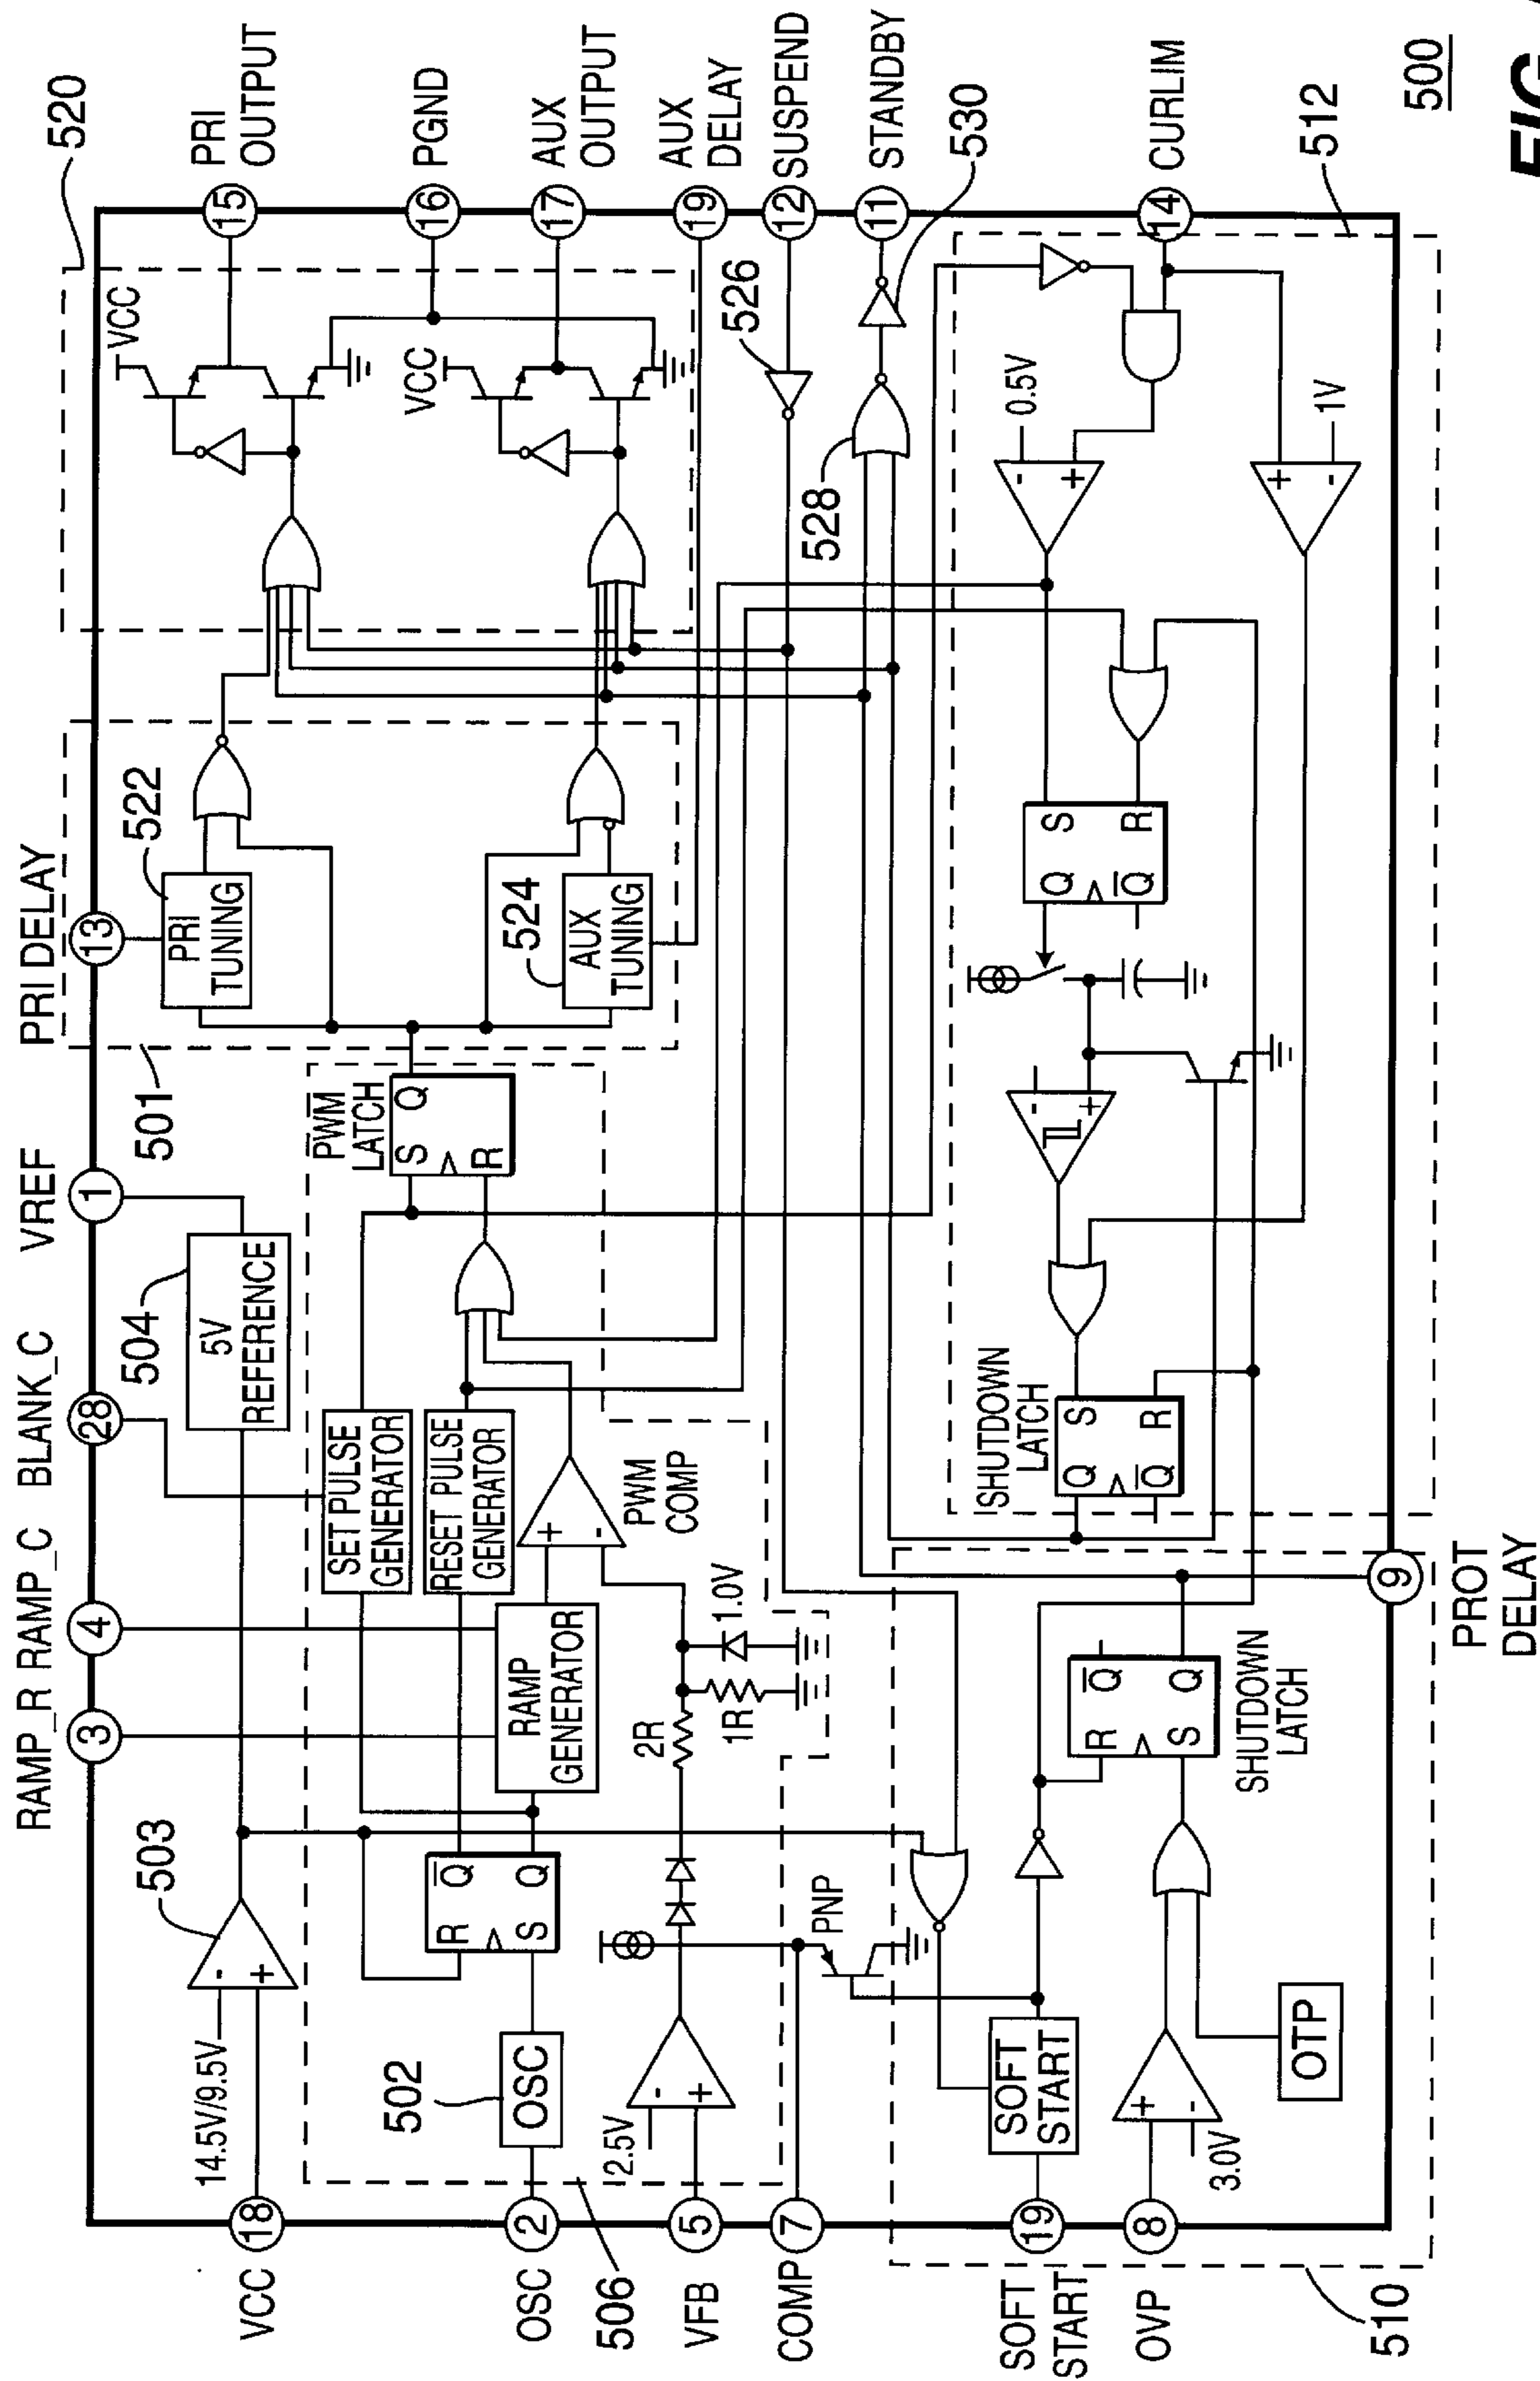 520
PRI
OUTPUT
15
PGND
16
AUX
OUTPUT
17
AUX
DELAY
19
SUSPEND
12
STANDBY
11
530
CURLIM
14
512
500
VCC
VCC
526
528
0.5V
+
-
1V
+
-
PRI DELAY
13
522
PRI
TUNING
524
AUX
TUNING
501
S
R
Q
Q
VREF
1
504
5V
REFERENCE
PWM
LATCH
S
R
Q
BLANK_C
28
SET PULSE
GENERATOR
RESET PULSE
GENERATOR
+
-
PWM
COMP
-
+
SHUTDOWN
LATCH
S
R
Q
Q
RAMP_R
3
RAMP_C
4
RAMP
GENERATOR
2R
1R
1.0V
503
14.5V/9.5V
-
+
VCC
18
502
OSC
R
S
Q
Q
OSC
2
506
2.5V
-
+
VFB
5
COMP
7
PNP
SOFT
START
SOFT
START
19
OVP
8
+
-
3.0V
OTP
R
S
Q
Q
SHUTDOWN
LATCH
9
PROT
DELAY
510
FIG